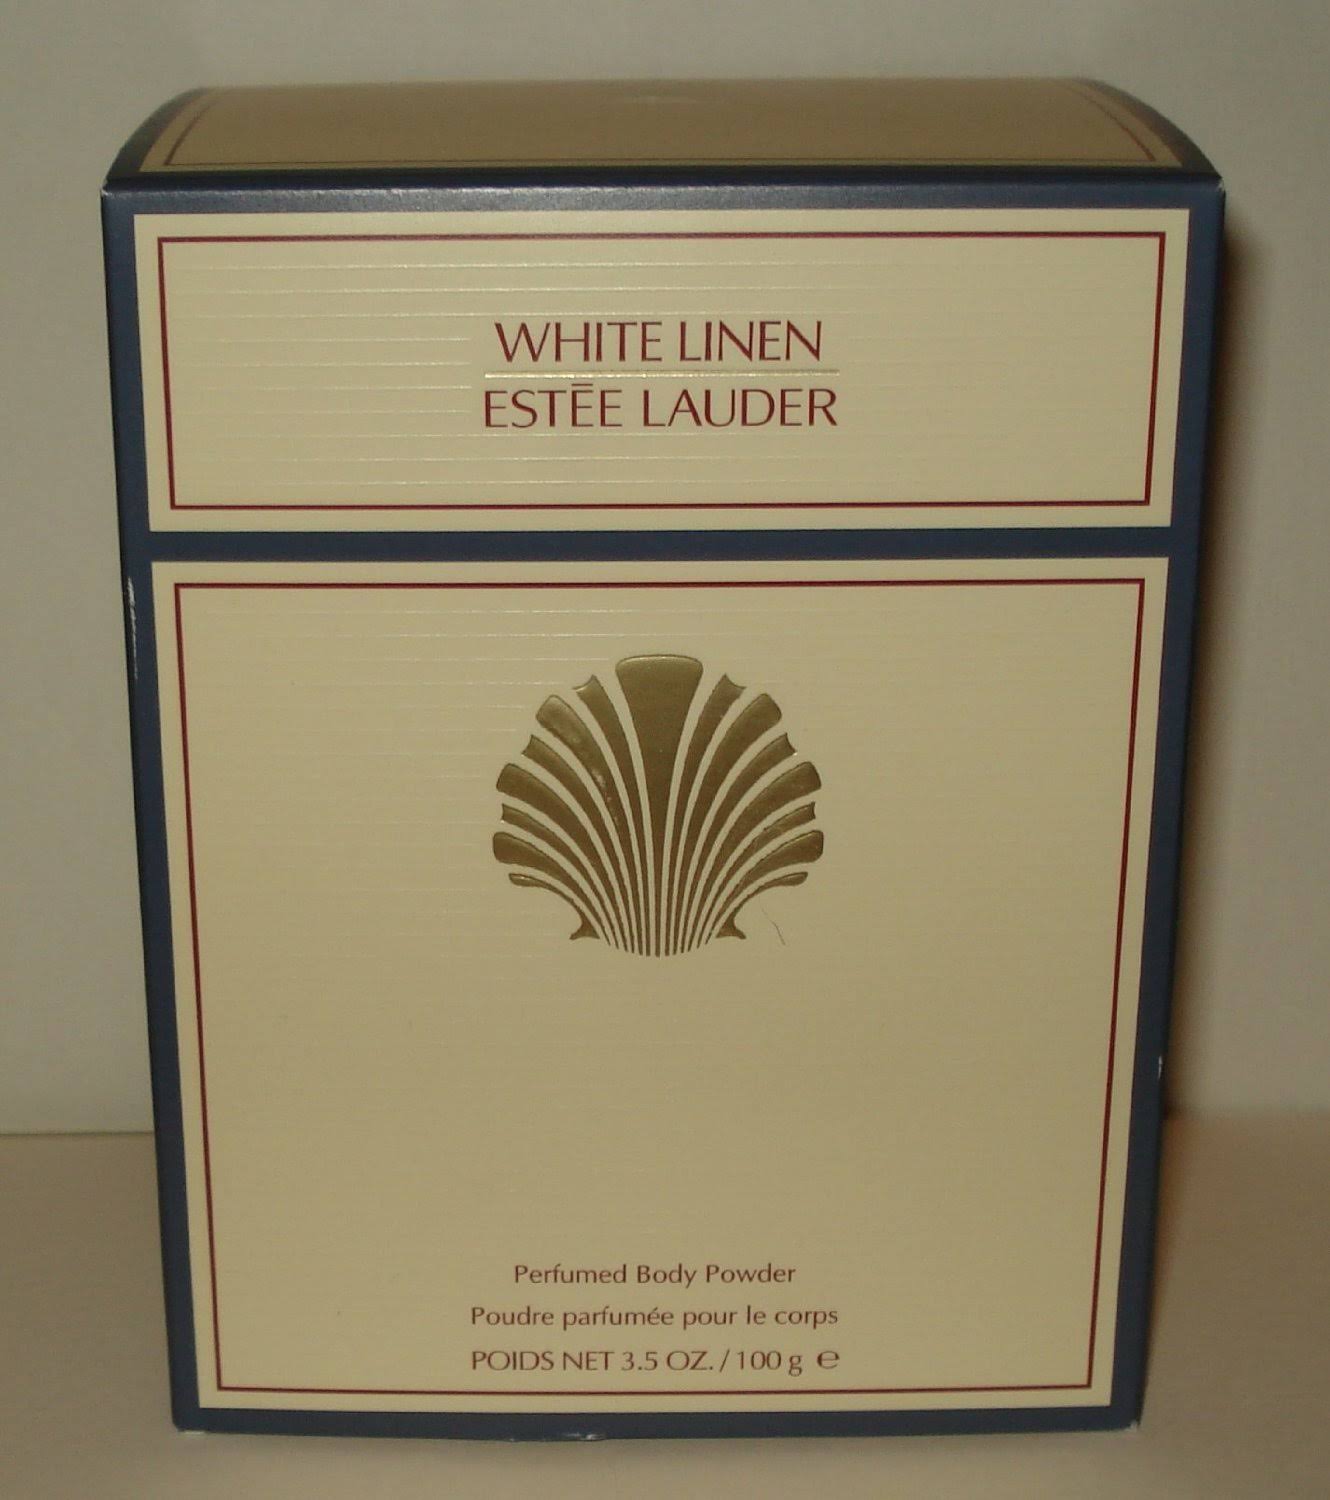 WHITE LINEN
ESTĒE LAUDER
Perfumed Body Powder
Poudre parfumée pour le corps
POIDS NET 3.5 OZ. / 100 g ℮